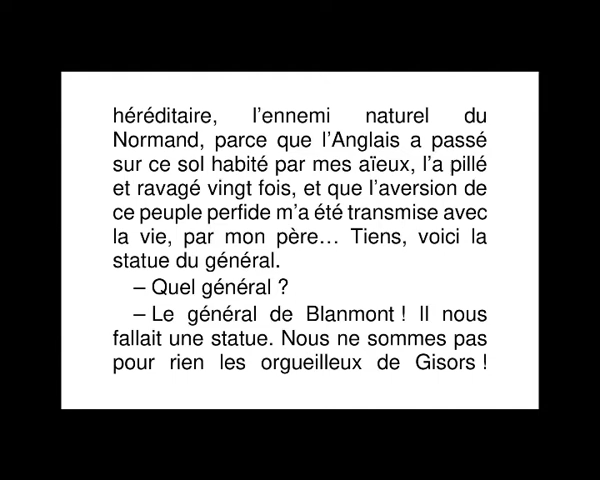 héréditaire, l’ennemi naturel du
Normand, parce que l’Anglais a passé
sur ce sol habité par mes aïeux, l’a pillé
et ravagé vingt fois, et que l’aversion de
ce peuple perfide m’a été transmise avec
la vie, par mon père… Tiens, voici la
statue du général.
– Quel général ?
– Le général de Blanmont ! Il nous
fallait une statue. Nous ne sommes pas
pour rien les orgueilleux de Gisors !